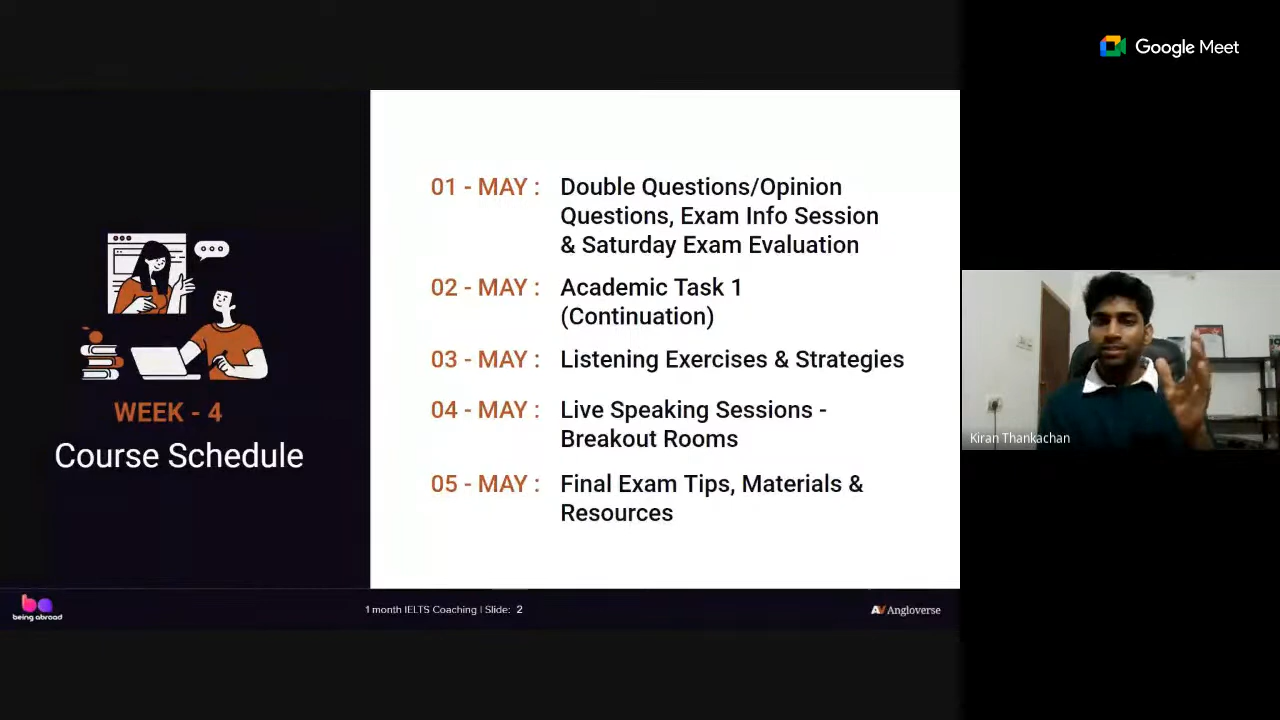 Google Meet
01 - MAY :
Double Questions/Opinion
Questions, Exam Info Session
& Saturday Exam Evaluation
02 - MAY :
Academic Task 1
(Continuation)
03 - MAY :
Listening Exercises & Strategies
04 - MAY :
Live Speaking Sessions -
Breakout Rooms
05 - MAY :
Final Exam Tips, Materials &
Resources
WEEK - 4
Course Schedule
Kiran Thankachan
ba
being abroad
1 month IELTS Coaching | Slide: 2
AV Angloverse